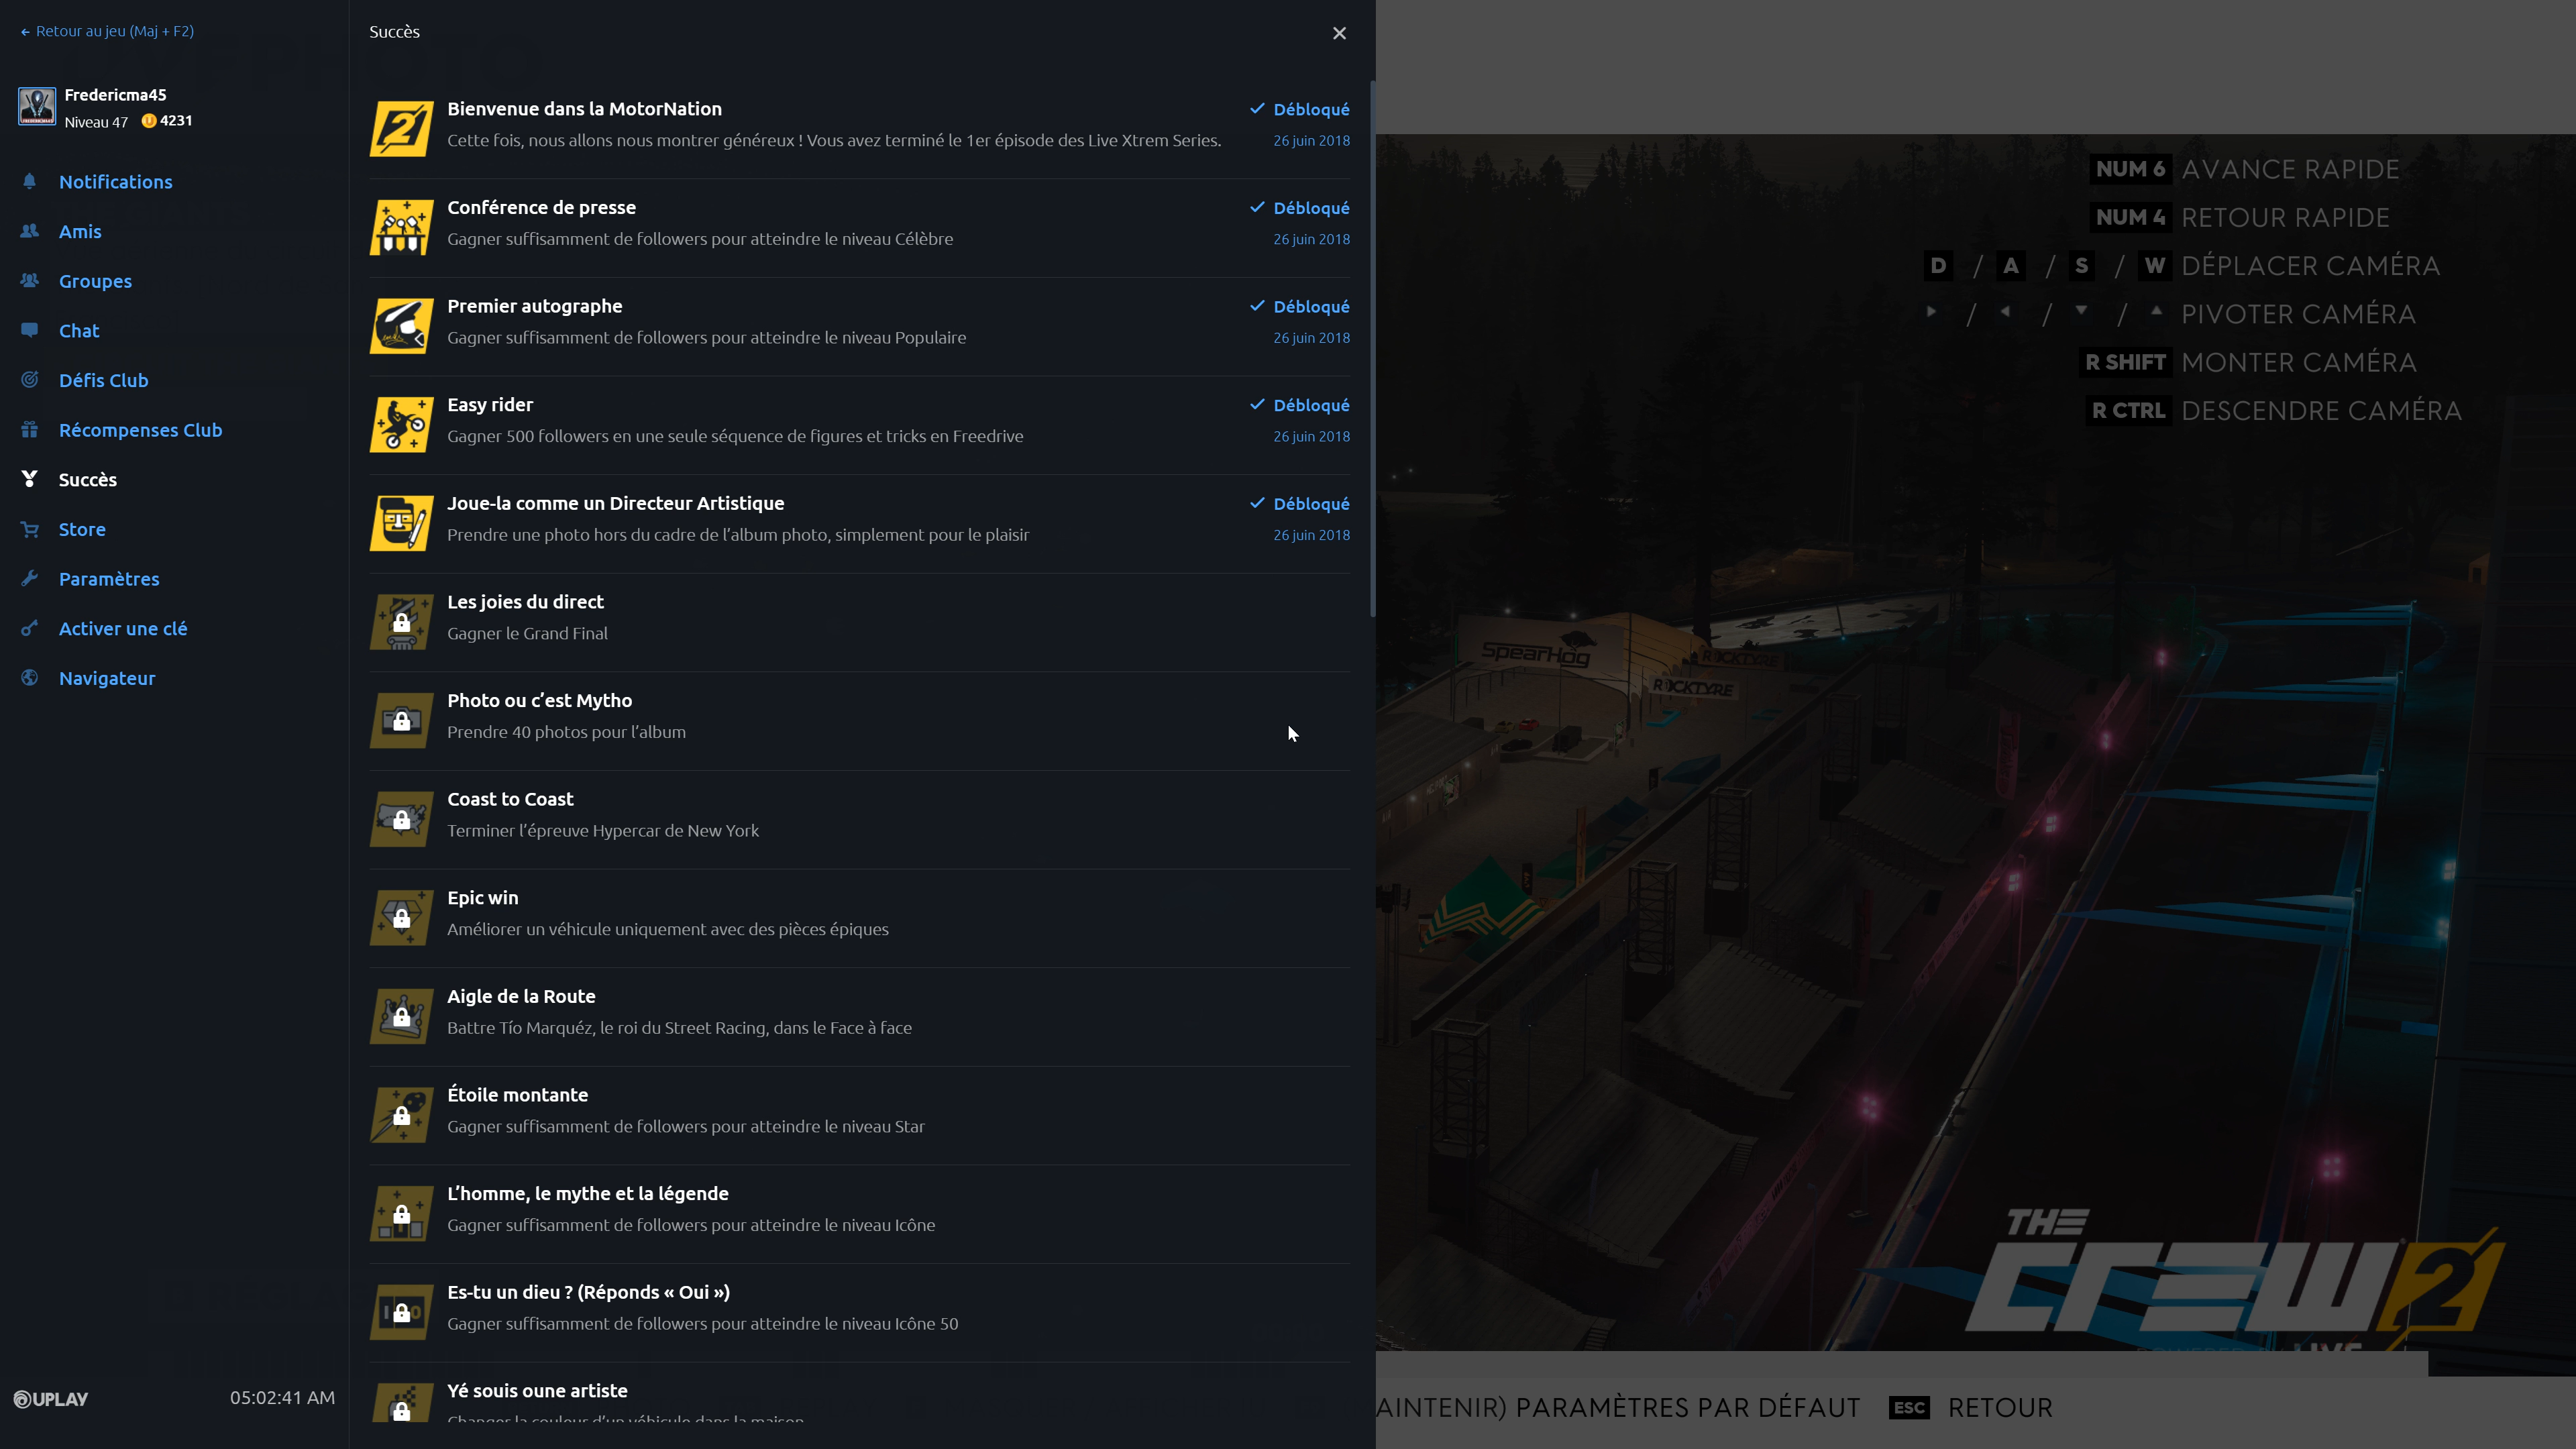 ← Retour au jeu (Maj + F2)
Fredericma45
Niveau 47 4231
Notifications
Amis
Groupes
Chat
Défis Club
Récompenses Club
Succès
Store
Paramètres
Activer une clé
Navigateur
UPLAY 05:02:41 AM
Succès
Bienvenue dans la MotorNation Débloqué
Cette fois, nous allons nous montrer généreux ! Vous avez terminé le 1er épisode des Live Xtrem Series. 26 juin 2018
Conférence de presse Débloqué
Gagner suffisamment de followers pour atteindre le niveau Célèbre 26 juin 2018
Premier autographe Débloqué
Gagner suffisamment de followers pour atteindre le niveau Populaire 26 juin 2018
Easy rider Débloqué
Gagner 500 followers en une seule séquence de figures et tricks en Freedrive 26 juin 2018
Joue-la comme un Directeur Artistique Débloqué
Prendre une photo hors du cadre de l’album photo, simplement pour le plaisir 26 juin 2018
Les joies du direct
Gagner le Grand Final
Photo ou c’est Mytho
Prendre 40 photos pour l’album
Coast to Coast
Terminer l’épreuve Hypercar de New York
Epic win
Améliorer un véhicule uniquement avec des pièces épiques
Aigle de la Route
Battre Tío Marquéz, le roi du Street Racing, dans le Face à face
Étoile montante
Gagner suffisamment de followers pour atteindre le niveau Star
L’homme, le mythe et la légende
Gagner suffisamment de followers pour atteindre le niveau Icône
Es-tu un dieu ? (Réponds « Oui »)
Gagner suffisamment de followers pour atteindre le niveau Icône 50
Yé souis oune artiste
Changer la couleur d’un véhicule dans la maison
NUM 6 AVANCE RAPIDE
NUM 4 RETOUR RAPIDE
D / A / S / W DÉPLACER CAMÉRA
/ / / PIVOTER CAMÉRA
R SHIFT MONTER CAMÉRA
R CTRL DESCENDRE CAMÉRA
SPEARHOG
ROCKTYRE
ROCKTYRE
THE
CREW 2
LIVE
AINTENIR) PARAMÈTRES PAR DÉFAUT ESC RETOUR